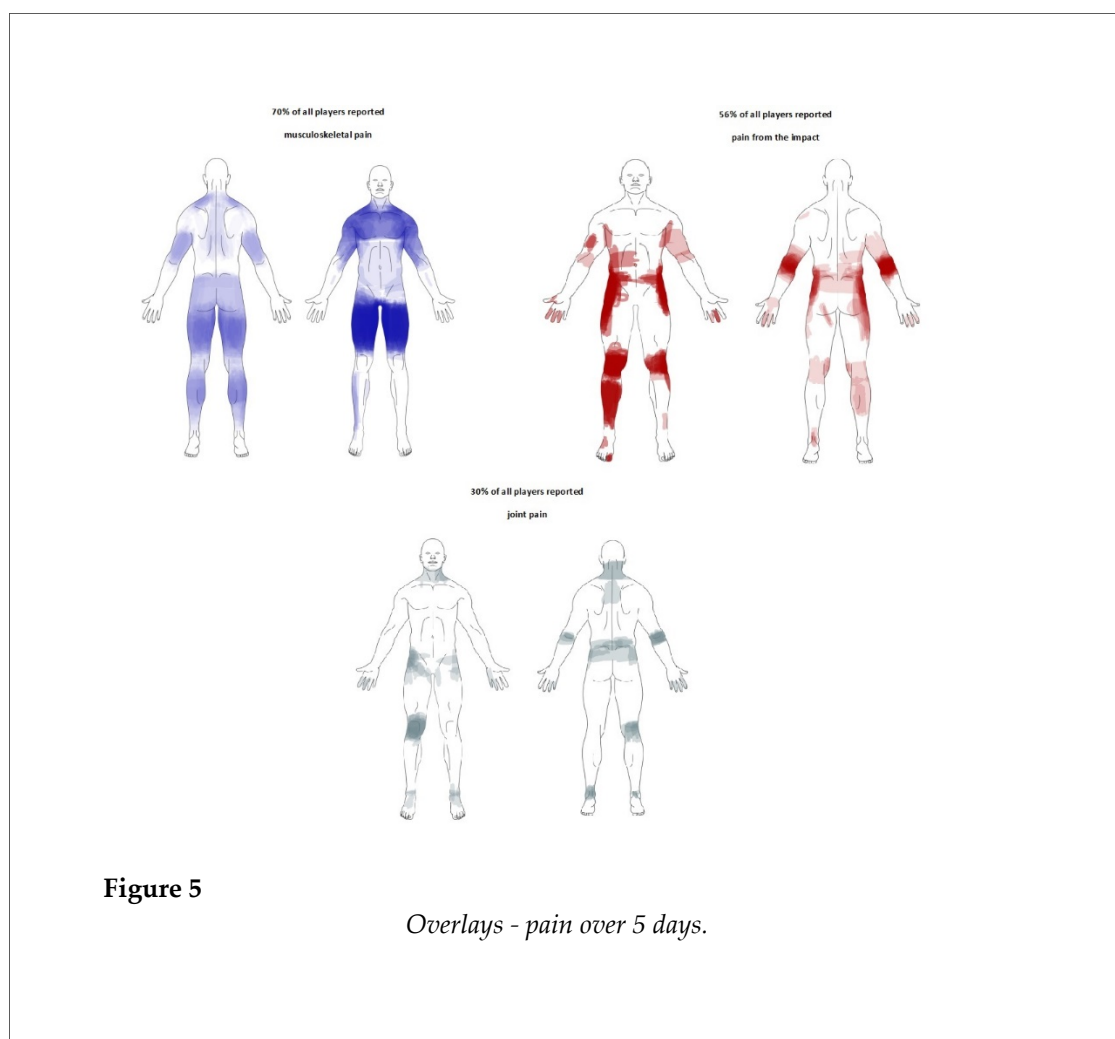 70% of all players reported
musculoskeletal pain
56% of all players reported
pain from the impact
30% of all players reported
joint pain
Figure 5
Overlays - pain over 5 days.